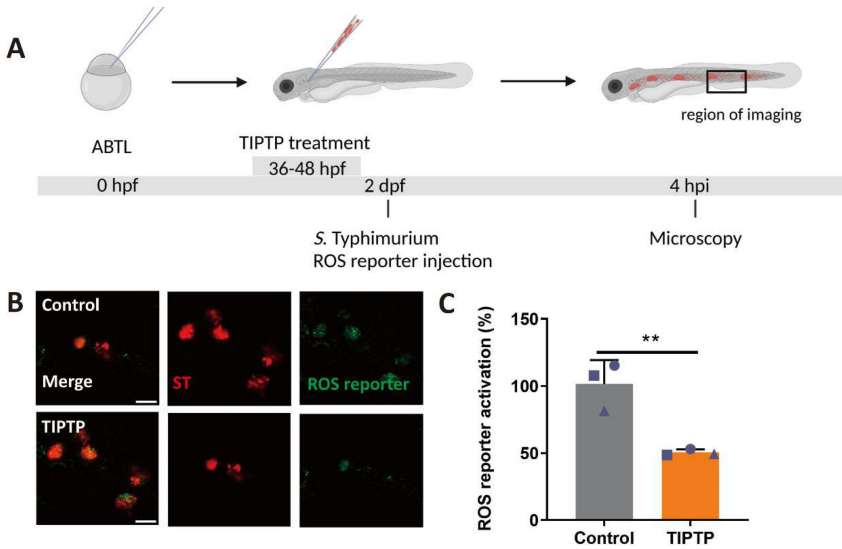 A
ABTL
TIPTP treatment
36-48 hpf
region of imaging
0 hpf
2 dpf
4 hpi
S. Typhimurium
ROS reporter injection
Microscopy
B
Control
Merge
ST
ROS reporter
TIPTP
C
ROS reporter activation (%)
150
100
50
0
**
Control
TIPTP